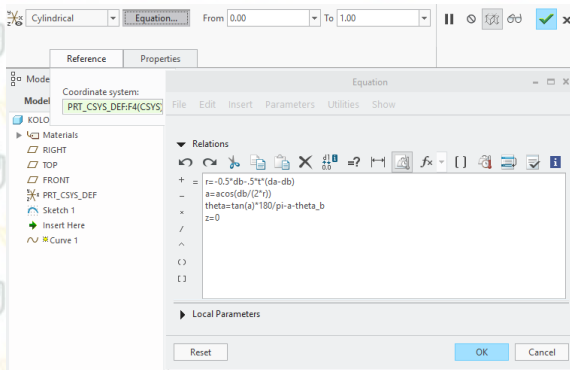 Cylindrical Equation... From 0.00 To 1.00
Reference Properties
Coordinate system:
PRT_CSYS_DEF:F4(CSYS)
Mode
Model
KOLO
Materials
RIGHT
TOP
FRONT
PRT_CSYS_DEF
Sketch 1
Insert Here
Curve 1
Equation
File Edit Insert Parameters Utilities Show
Relations
r=-0.5*db-.5*t*(da-db)
a=acos(db/(2*r))
theta=tan(a)*180/pi-a-theta_b
z=0
Local Parameters
Reset OK Cancel